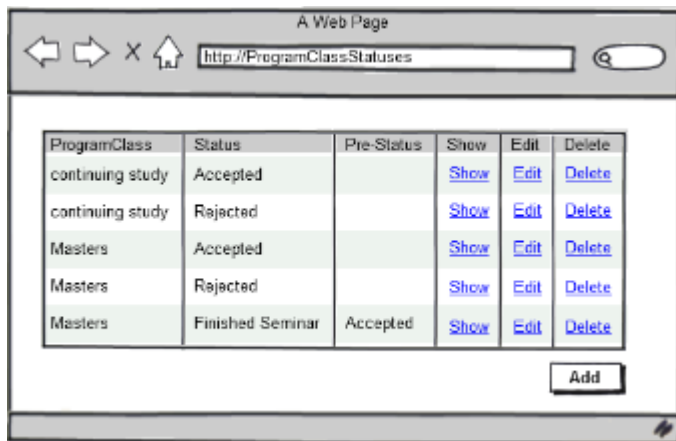 A Web Page
http://ProgramClassStatuses
ProgramClass Status Pre-Status Show Edit Delete
continuing study Accepted Show Edit Delete
continuing study Rejected Show Edit Delete
Masters Accepted Show Edit Delete
Masters Rejected Show Edit Delete
Masters Finished Seminar Accepted Show Edit Delete
Add